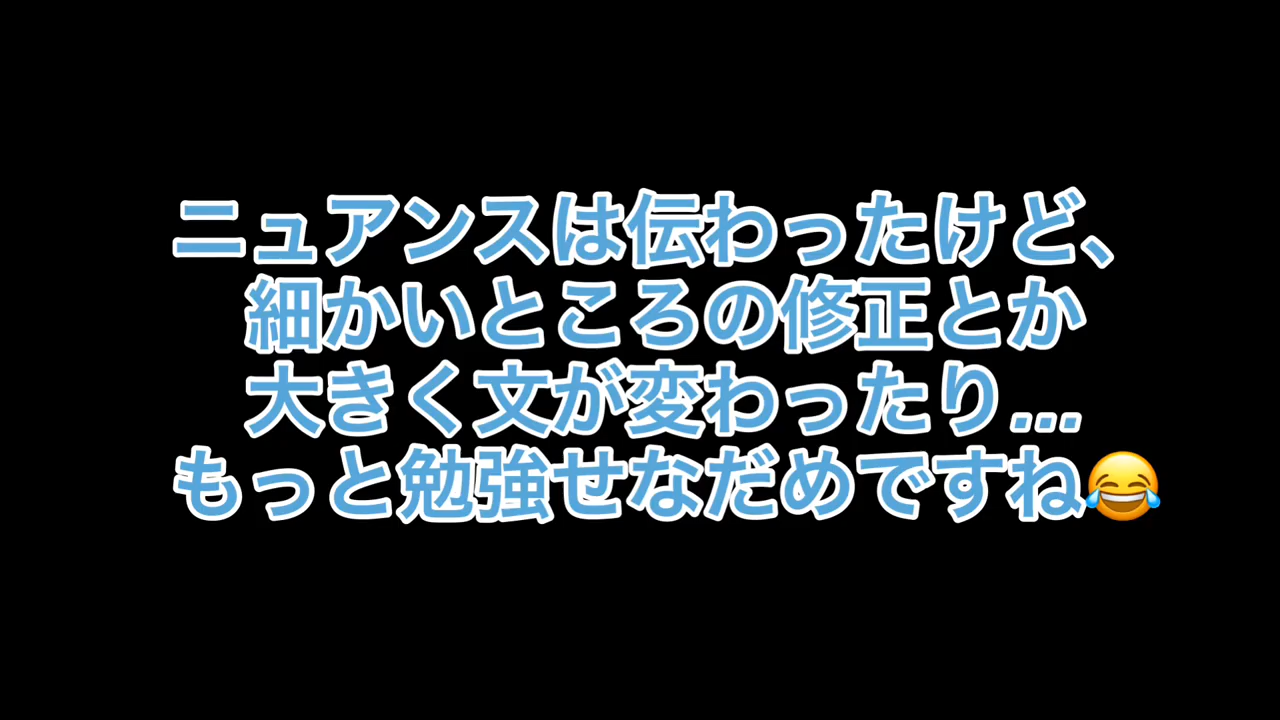 ニュアンスは伝わったけど、
細かいところの修正とか
大きく文が変わったり...
もっと勉強せなだめですね😂